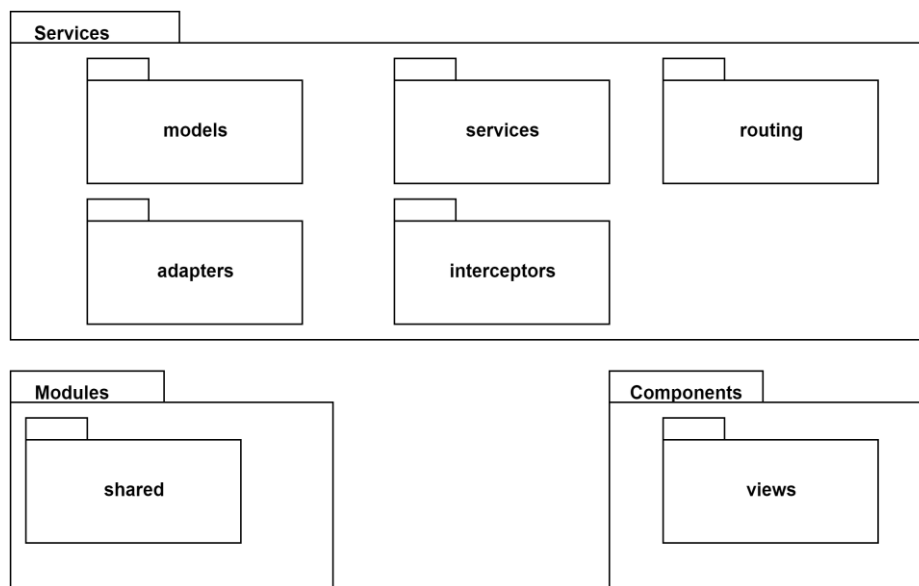 Services
models
services
routing
adapters
interceptors
Modules
Components
shared
views